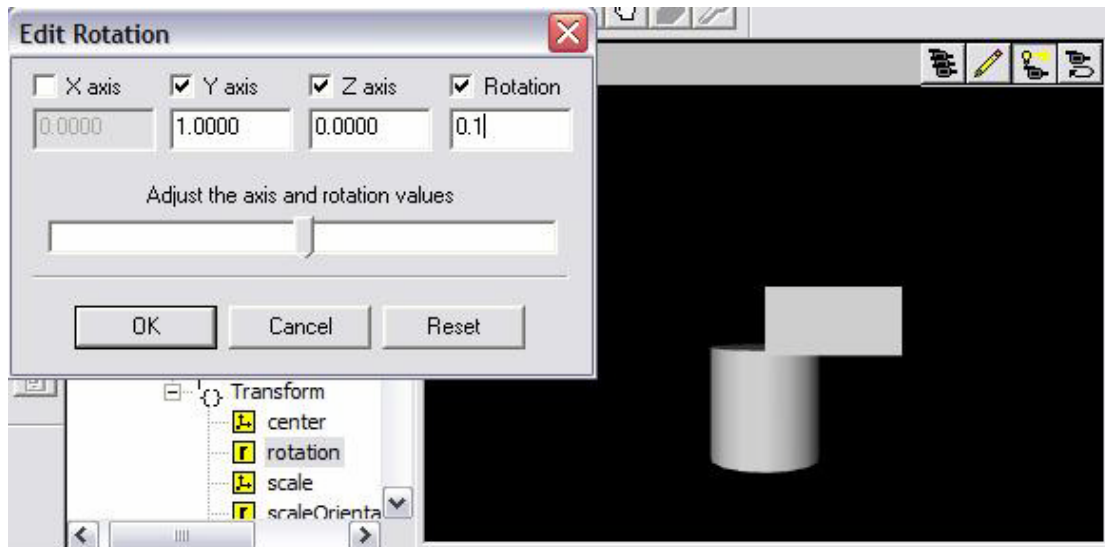 Edit Rotation
X axis Y axis Z axis Rotation
0.0000 1.0000 0.0000 0.1
Adjust the axis and rotation values
OK Cancel Reset
Transform
center
rotation
scale
scaleOrienta